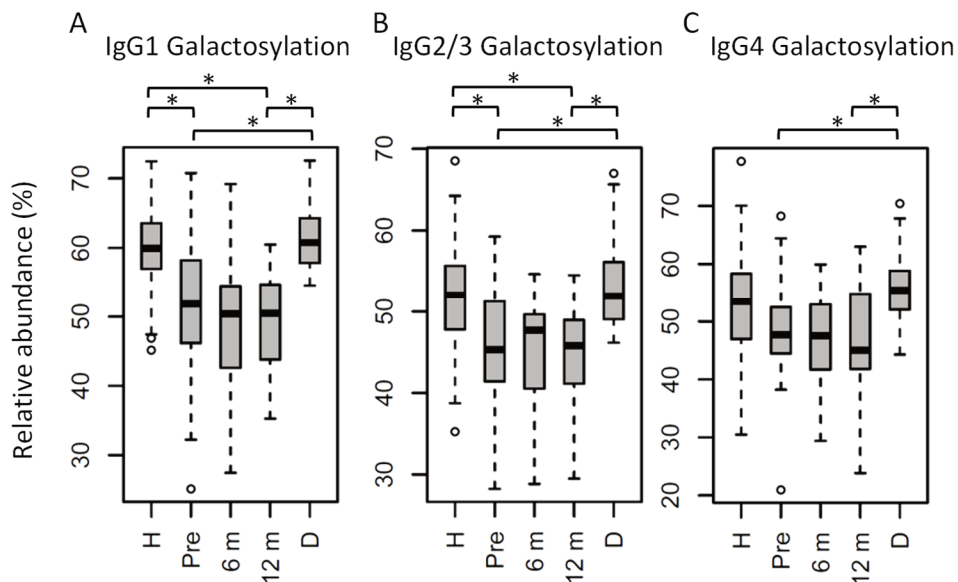 A
IgG1 Galactosylation
B
IgG2/3 Galactosylation
C
IgG4 Galactosylation
*
*
*
*
*
*
*
*
*
*
Relative abundance (%)
70
60
50
40
30
H
Pre
6 m
12 m
D
70
60
50
40
30
H
Pre
6 m
12 m
D
70
60
50
40
30
20
H
Pre
6 m
12 m
D